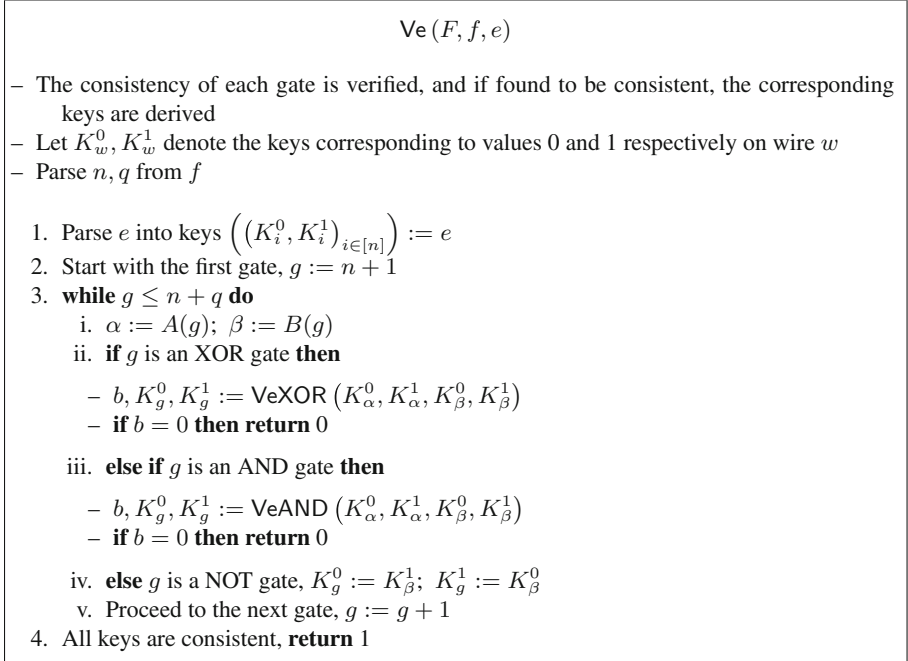 Ve (F, f, e)
– The consistency of each gate is verified, and if found to be consistent, the corresponding
keys are derived
– Let K_w^0, K_w^1 denote the keys corresponding to values 0 and 1 respectively on wire w
– Parse n, q from f
1. Parse e into keys ((K_i^0, K_i^1)_{i∈[n]}) := e
2. Start with the first gate, g := n + 1
3. while g ≤ n + q do
i. α := A(g); β := B(g)
ii. if g is an XOR gate then
– b, K_g^0, K_g^1 := VeXOR (K_α^0, K_α^1, K_β^0, K_β^1)
– if b = 0 then return 0
iii. else if g is an AND gate then
– b, K_g^0, K_g^1 := VeAND (K_α^0, K_α^1, K_β^0, K_β^1)
– if b = 0 then return 0
iv. else g is a NOT gate, K_g^0 := K_β^1; K_g^1 := K_β^0
v. Proceed to the next gate, g := g + 1
4. All keys are consistent, return 1